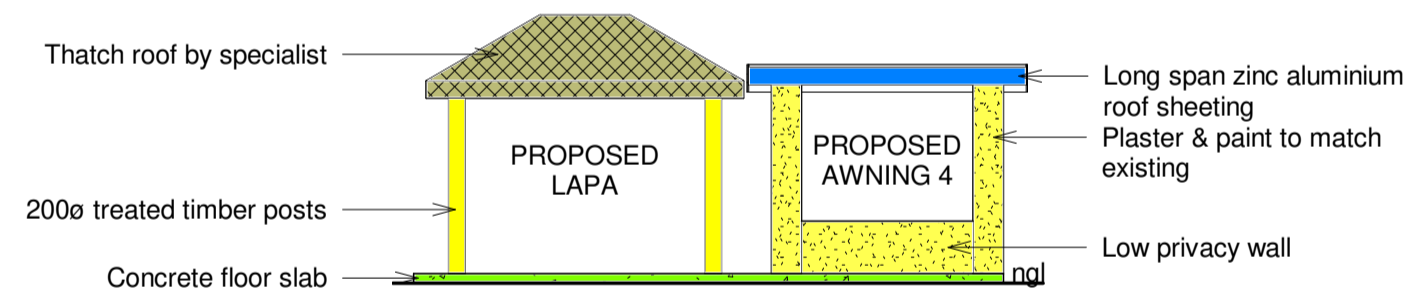 Thatch roof by specialist
200ø treated timber posts
Concrete floor slab
PROPOSED
LAPA
PROPOSED
AWNING 4
Long span zinc aluminium
roof sheeting
Plaster & paint to match
existing
Low privacy wall
ngl